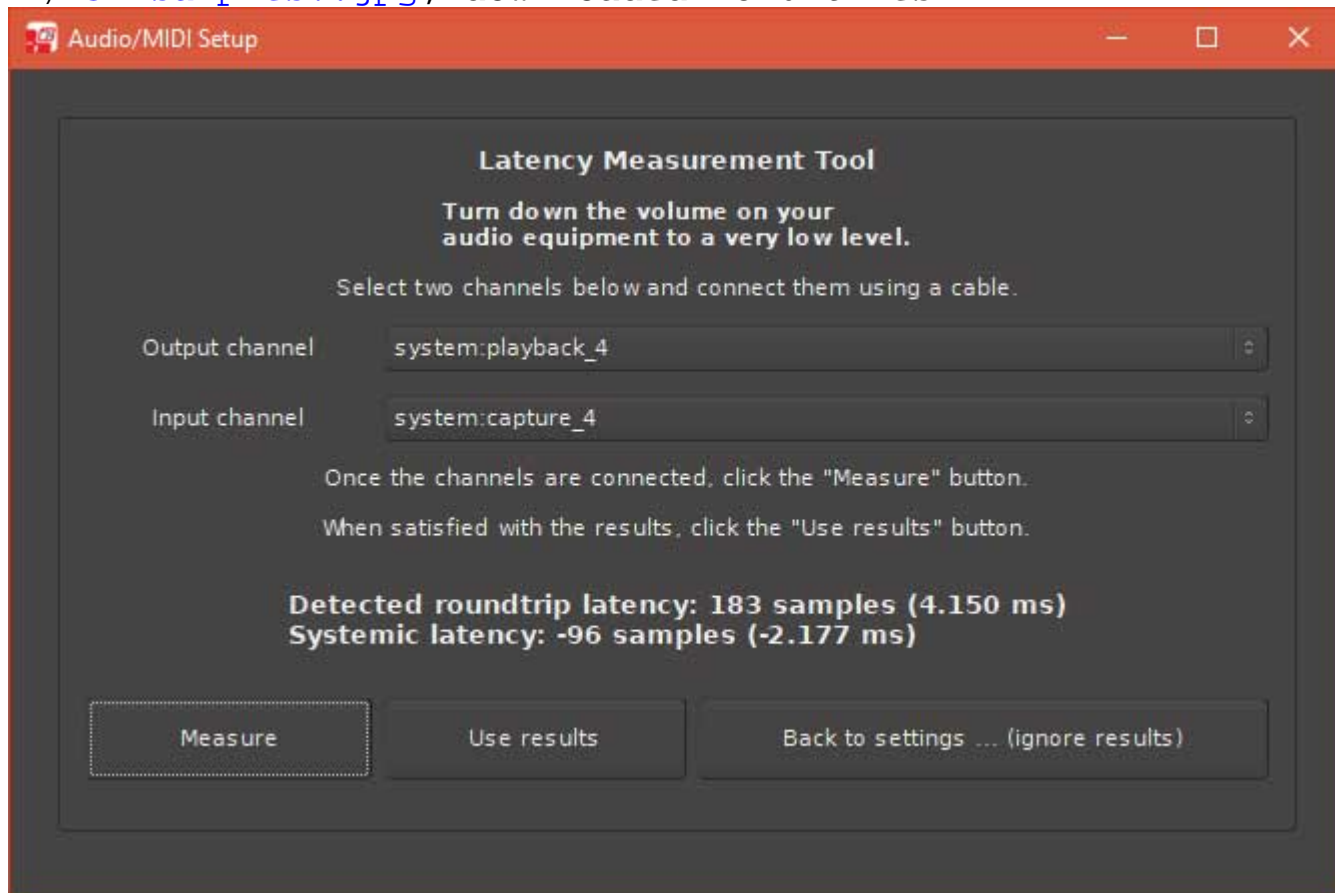 Audio/MIDI Setup
Latency Measurement Tool
Turn down the volume on your
audio equipment to a very low level.
Select two channels below and connect them using a cable.
Output channel system:playback_4
Input channel system:capture_4
Once the channels are connected, click the "Measure" button.
When satisfied with the results, click the "Use results" button.
Detected roundtrip latency: 183 samples (4.150 ms)
Systemic latency: -96 samples (-2.177 ms)
Measure Use results Back to settings ... (ignore results)